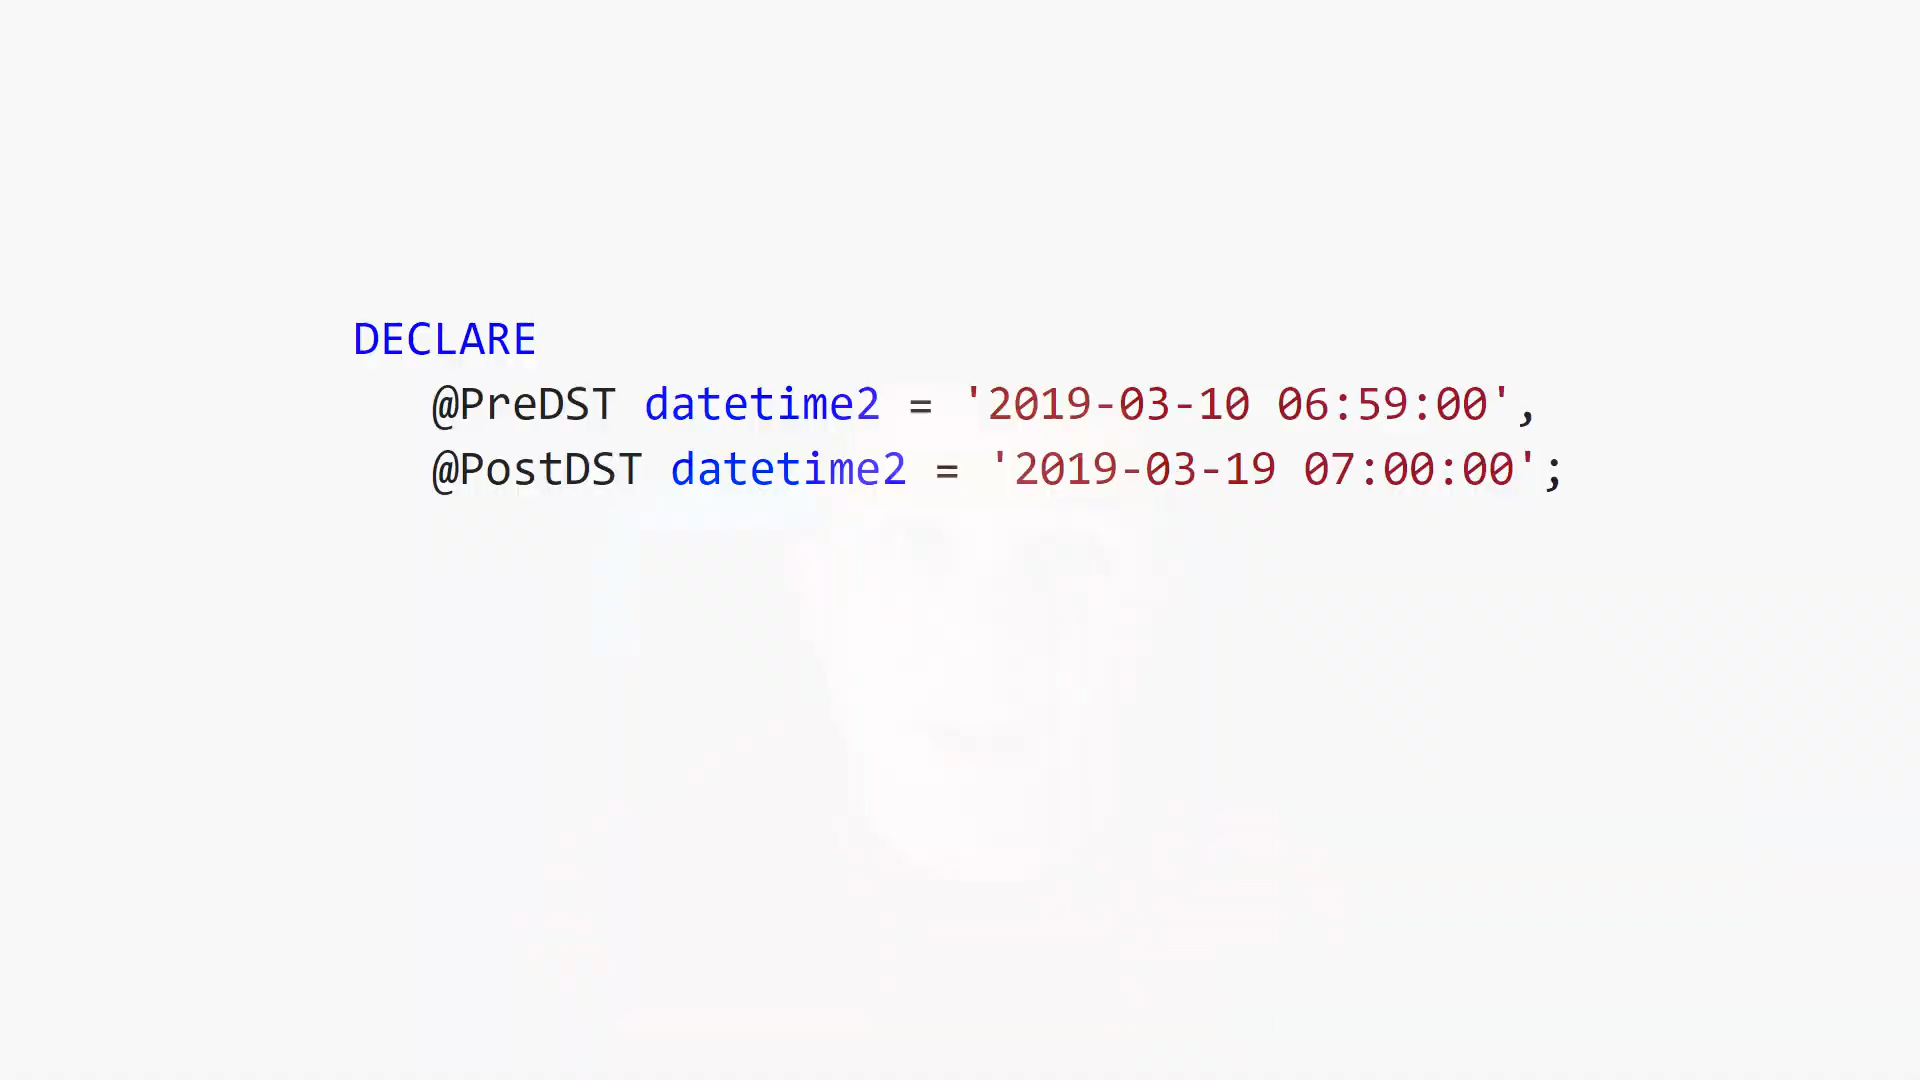 DECLARE
@PreDST datetime2 = '2019-03-10 06:59:00',
@PostDST datetime2 = '2019-03-19 07:00:00';